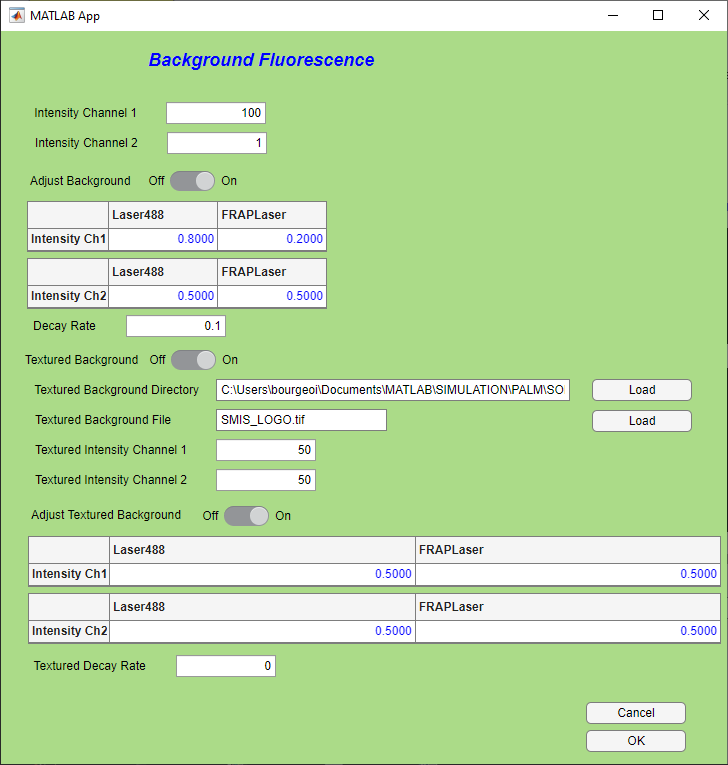 MATLAB App
Background Fluorescence
Intensity Channel 1 100
Intensity Channel 2 1
Adjust Background Off On
Laser488 FRAPLaser
Intensity Ch1 0.8000 0.2000
Laser488 FRAPLaser
Intensity Ch2 0.5000 0.5000
Decay Rate 0.1
Textured Background Off On
Textured Background Directory C:\Users\bourgeoi\Documents\MATLAB\SIMULATION\PALM\SO Load
Textured Background File SMIS_LOGO.tif Load
Textured Intensity Channel 1 50
Textured Intensity Channel 2 50
Adjust Textured Background Off On
Laser488 FRAPLaser
Intensity Ch1 0.5000 0.5000
Laser488 FRAPLaser
Intensity Ch2 0.5000 0.5000
Textured Decay Rate 0
Cancel
OK